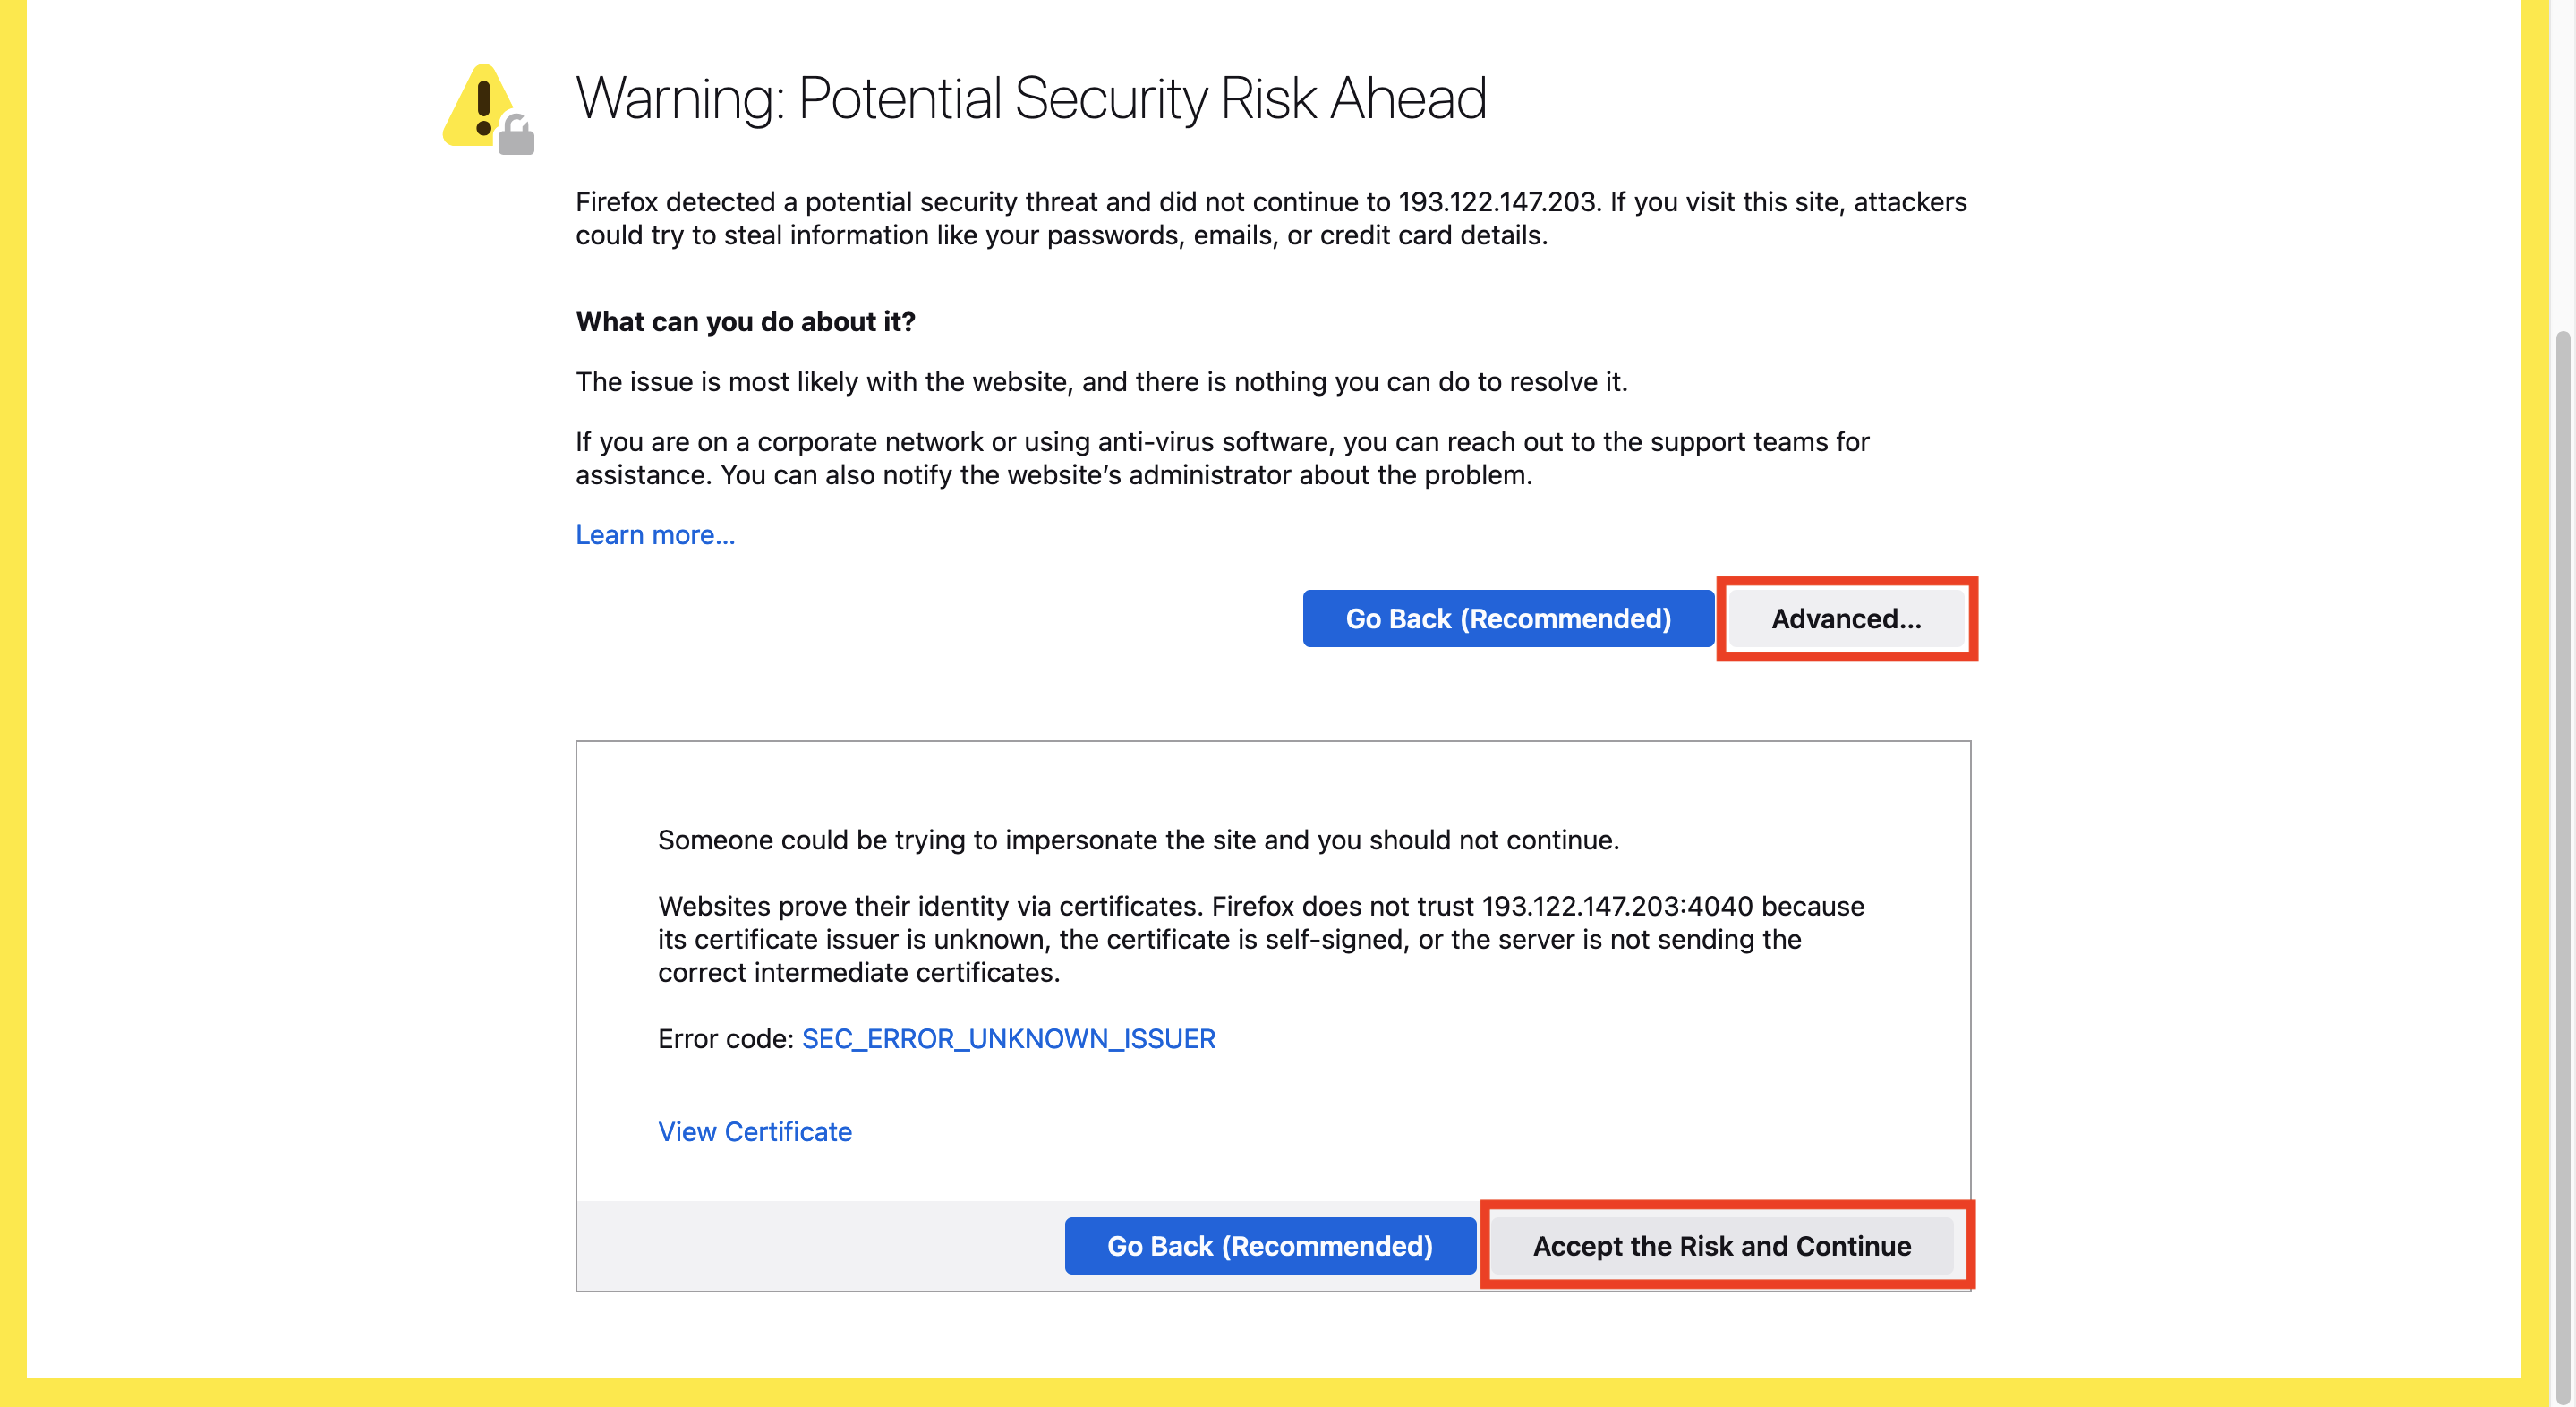 Warning: Potential Security Risk Ahead
Firefox detected a potential security threat and did not continue to 193.122.147.203. If you visit this site, attackers
could try to steal information like your passwords, emails, or credit card details.
What can you do about it?
The issue is most likely with the website, and there is nothing you can do to resolve it.
If you are on a corporate network or using anti-virus software, you can reach out to the support teams for
assistance. You can also notify the website’s administrator about the problem.
Learn more…
Go Back (Recommended) Advanced...
Someone could be trying to impersonate the site and you should not continue.
Websites prove their identity via certificates. Firefox does not trust 193.122.147.203:4040 because
its certificate issuer is unknown, the certificate is self-signed, or the server is not sending the
correct intermediate certificates.
Error code: SEC_ERROR_UNKNOWN_ISSUER
View Certificate
Go Back (Recommended) Accept the Risk and Continue